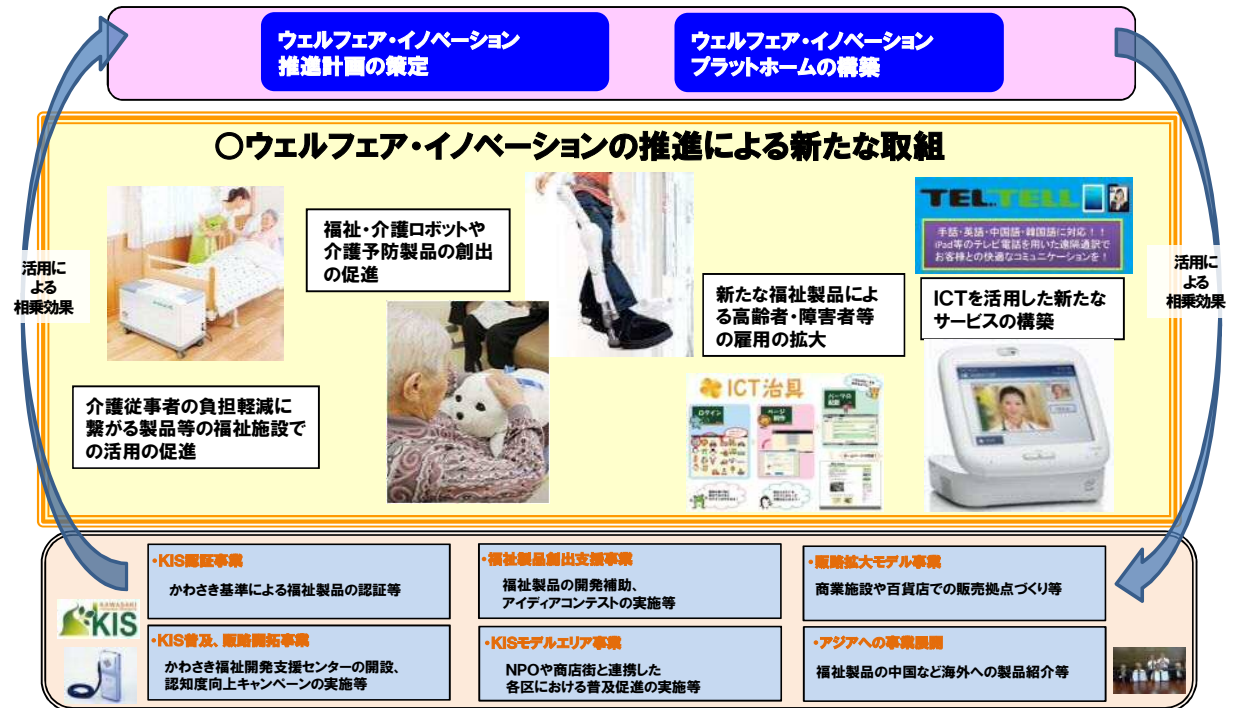 ウェルフェア・イノベーション
推進計画の策定
ウェルフェア・イノベーション
プラットホームの構築
○ウェルフェア・イノベーションの推進による新たな取組
活用に
よる
相乗効果
福祉・介護ロボットや
介護予防製品の創出
の促進
介護従事者の負担軽減に
繋がる製品等の福祉施設で
の活用の促進
新たな福祉製品によ
る高齢者・障害者等
の雇用の拡大
TEL.TELL
手話・英語・中国語・韓国語に対応！！
iPad等のテレビ電話を用いた遠隔通訳で
お客様との快適なコミュニケーションを！
ICTを活用した新たな
サービスの構築
ICT治具
ログイン
ページ
パーツの
活用に
よる
相乗効果
・KIS認証事業
かわさき基準による福祉製品の認証等
・福祉製品創出支援事業
福祉製品の開発補助、
アイディアコンテストの実施等
・販路拡大モデル事業
商業施設や百貨店での販売拠点づくり等
KAWASAKI
KIS
・KIS普及、販路開拓事業
かわさき福祉開発支援センターの開設、
認知度向上キャンペーンの実施等
・KISモデルエリア事業
NPOや商店街と連携した
各区における普及促進の実施等
・アジアへの事業展開
福祉製品の中国など海外への製品紹介等